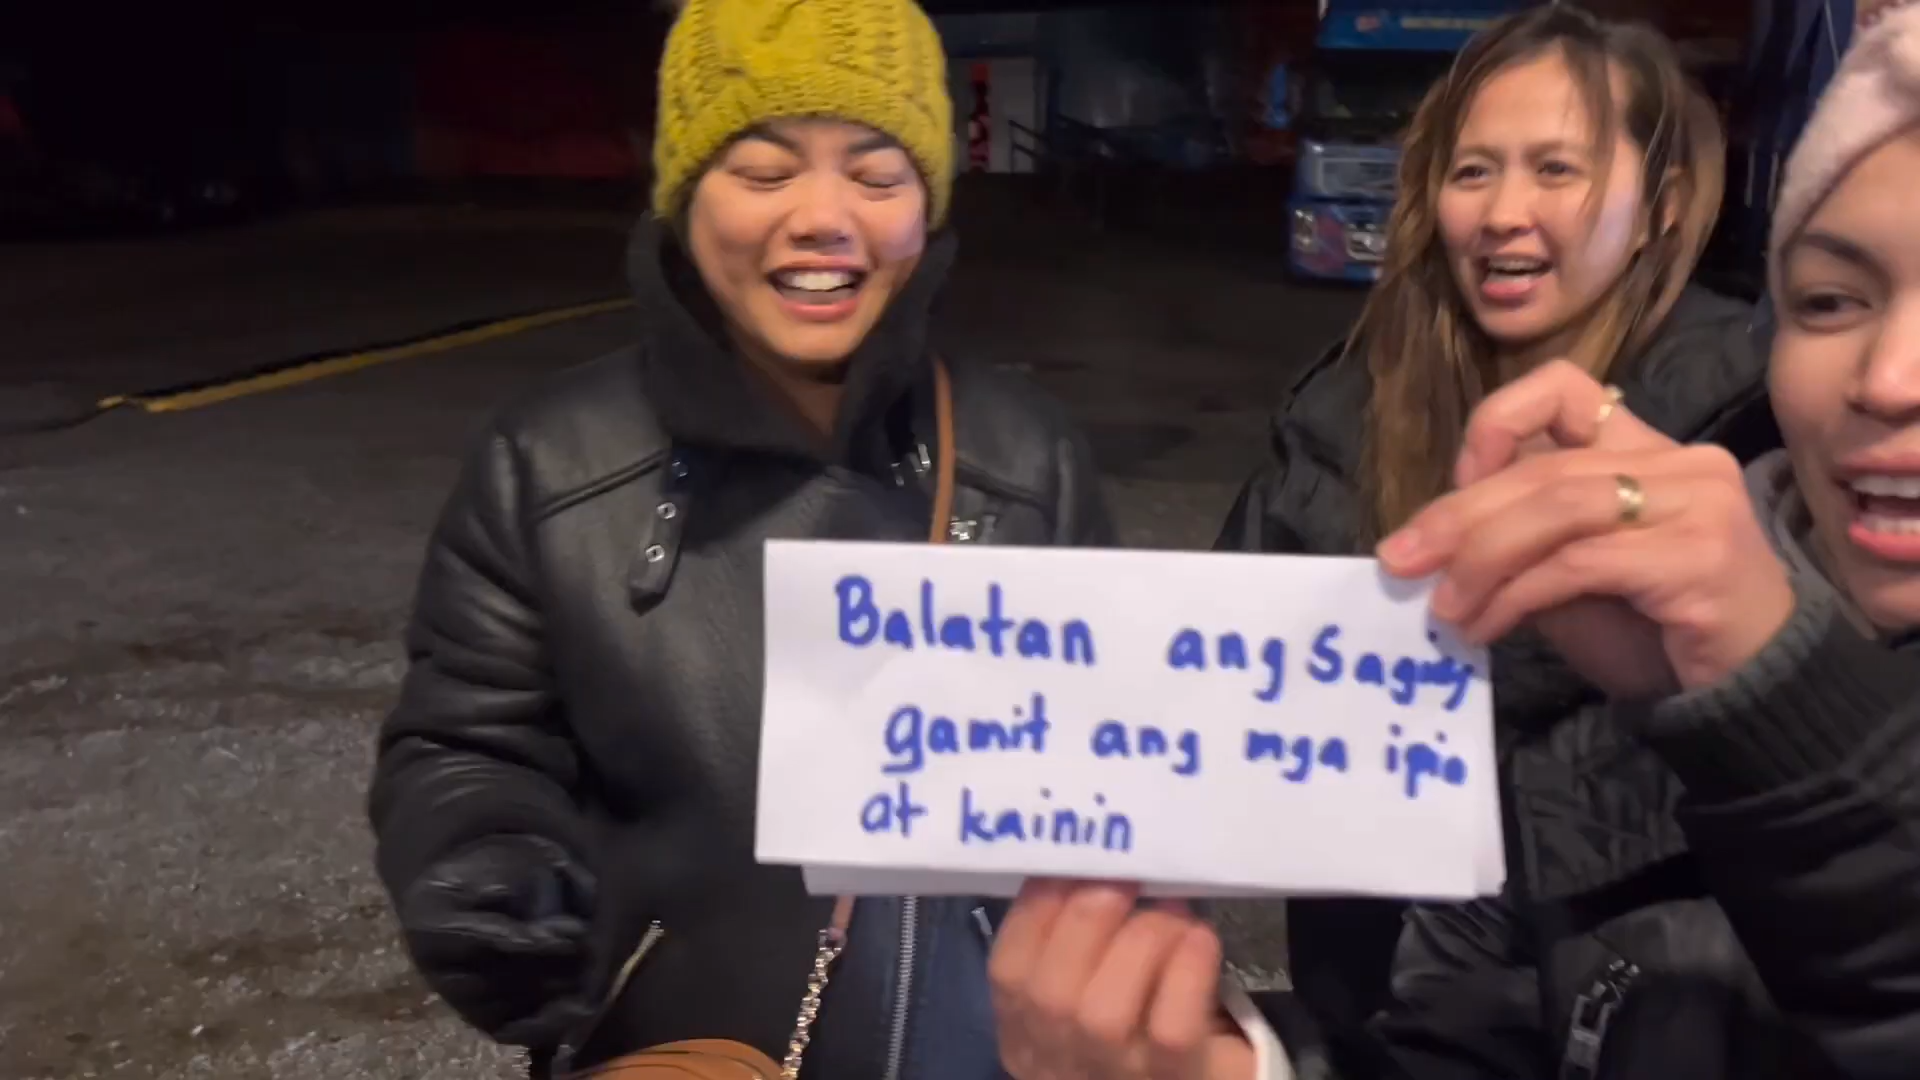 Balatan ang Saging
gamit ang mga ipin
at kainin